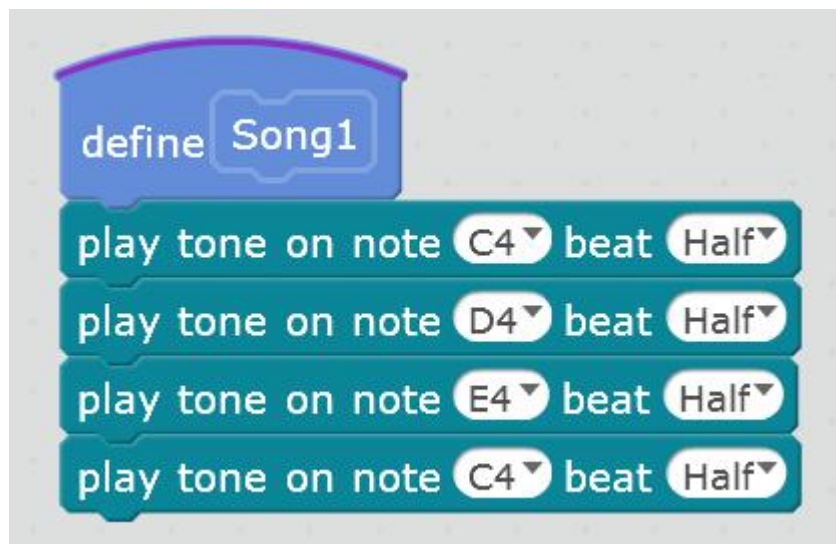 define Song1
play tone on note C4 beat Half
play tone on note D4 beat Half
play tone on note E4 beat Half
play tone on note C4 beat Half